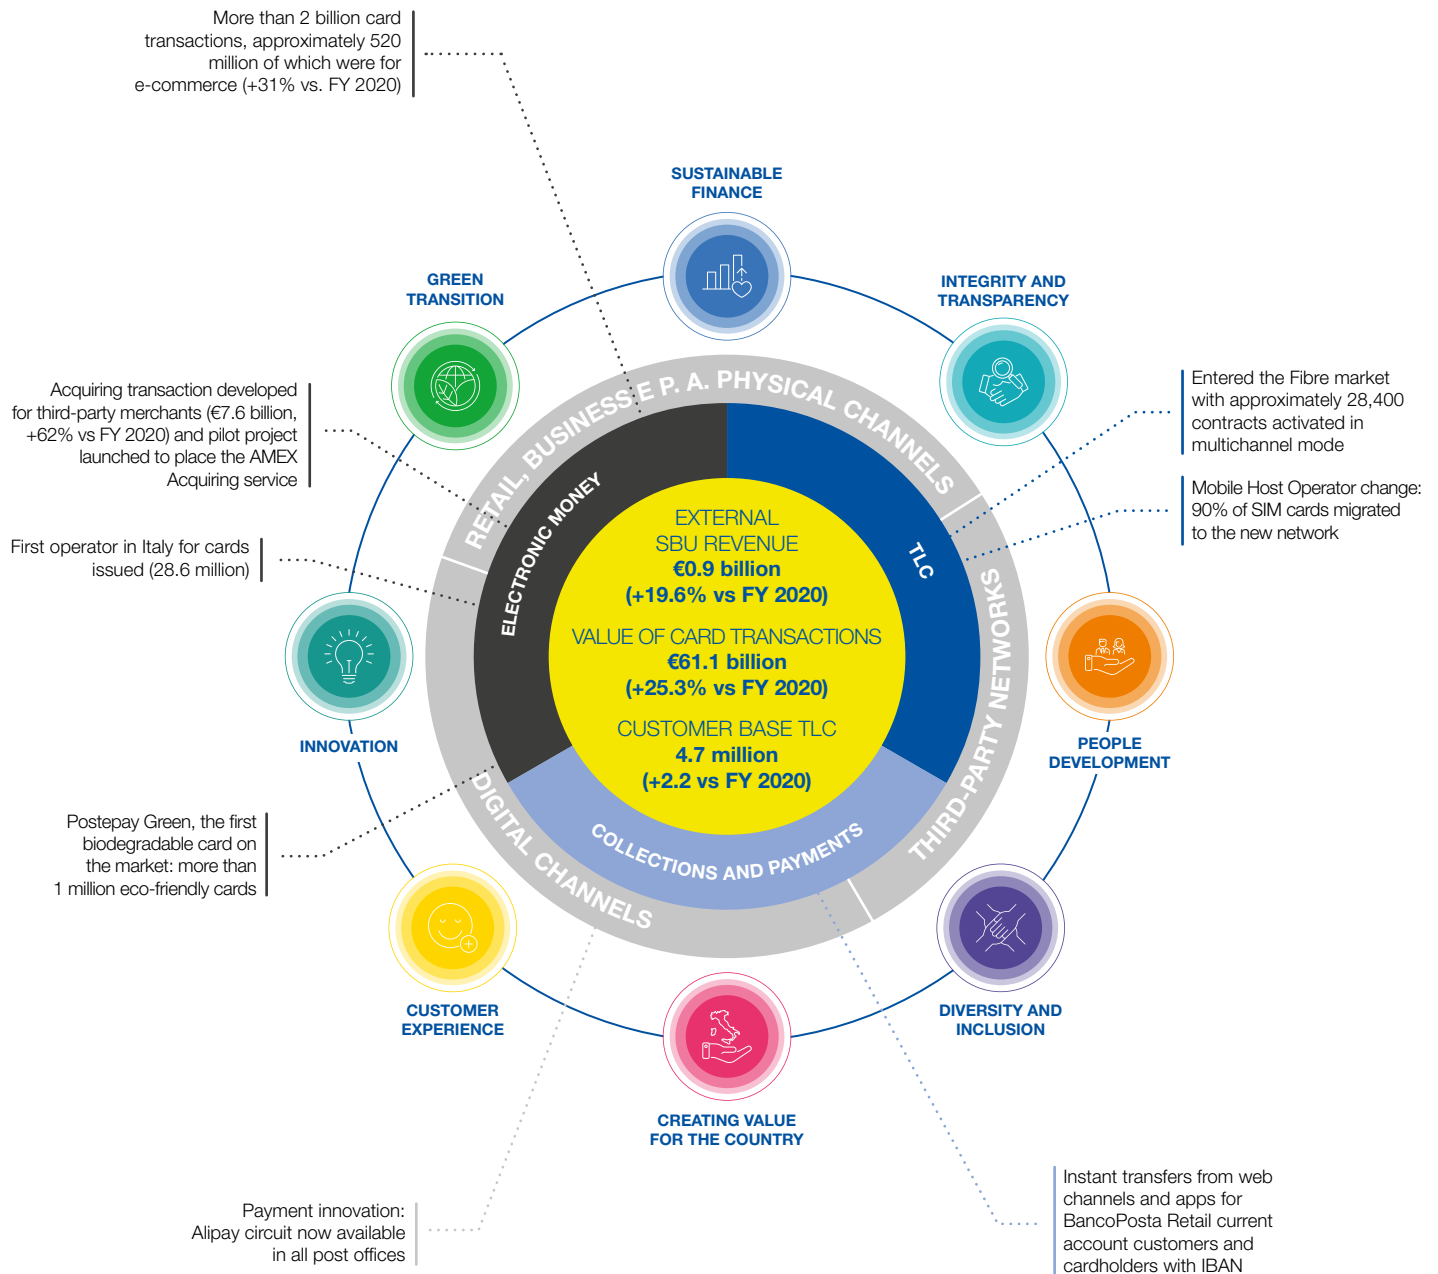 More than 2 billion card
transactions, approximately 520
million of which were for
e-commerce (+31% vs. FY 2020)
SUSTAINABLE
FINANCE
GREEN
TRANSITION
INTEGRITY AND
TRANSPARENCY
RETAIL, BUSINESS E P. A. PHYSICAL CHANNELS
Acquiring transaction developed
for third-party merchants (€7.6 billion,
+62% vs FY 2020) and pilot project
launched to place the AMEX
Acquiring service
Entered the Fibre market
with approximately 28,400
contracts activated in
multichannel mode
Mobile Host Operator change:
90% of SIM cards migrated
to the new network
First operator in Italy for cards
issued (28.6 million)
ELECTRONIC MONEY
TLC
EXTERNAL
SBU REVENUE
€0.9 billion
(+19.6% vs FY 2020)
VALUE OF CARD TRANSACTIONS
€61.1 billion
(+25.3% vs FY 2020)
CUSTOMER BASE TLC
4.7 million
(+2.2 vs FY 2020)
THIRD-PARTY NETWORKS
INNOVATION
PEOPLE
DEVELOPMENT
COLLECTIONS AND PAYMENTS
DIGITAL CHANNELS
Postepay Green, the first
biodegradable card on
the market: more than
1 million eco-friendly cards
CUSTOMER
EXPERIENCE
DIVERSITY AND
INCLUSION
CREATING VALUE
FOR THE COUNTRY
Payment innovation:
Alipay circuit now available
in all post offices
Instant transfers from web
channels and apps for
BancoPosta Retail current
account customers and
cardholders with IBAN